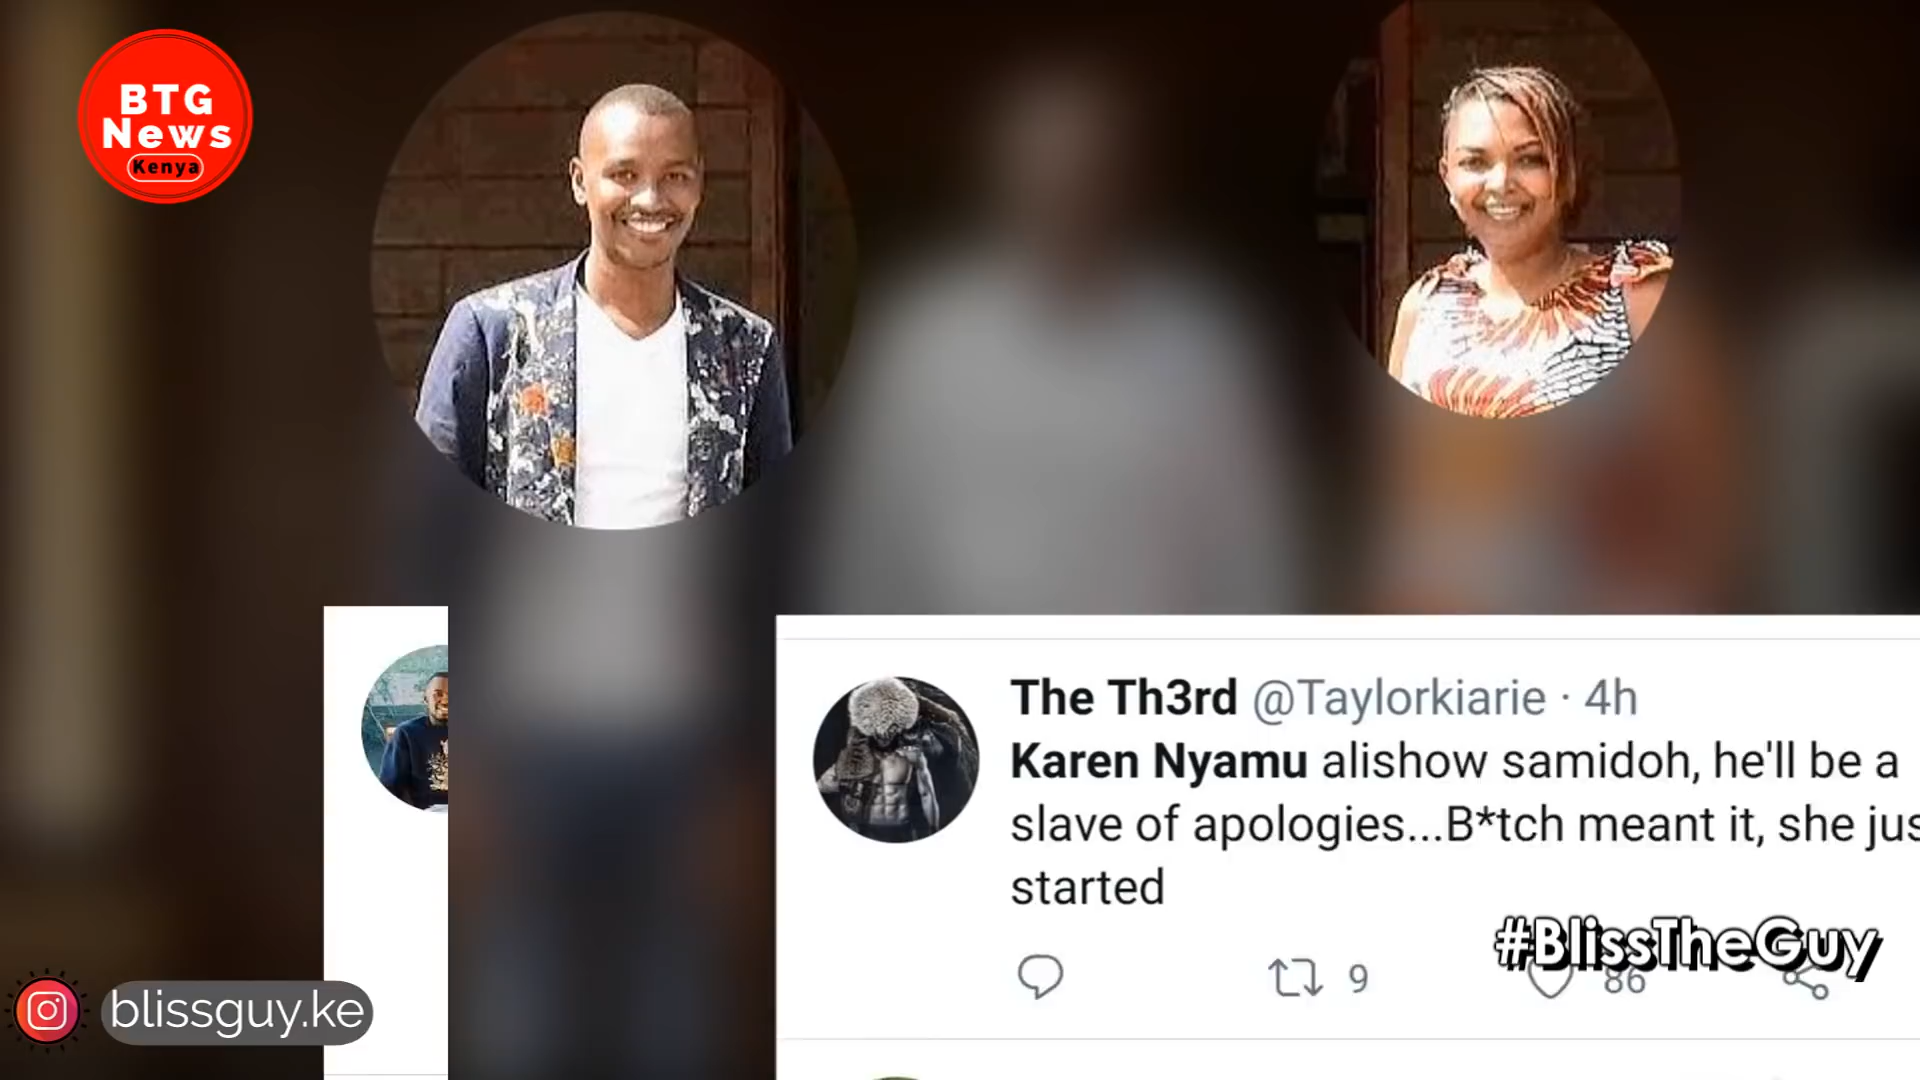 BTG
News
Kenya
The Th3rd @Taylorkiarie · 4h
Karen Nyamu alishow samidoh, he'll be a
slave of apologies...B*tch meant it, she jus
started
9
86
#BlissTheGuy
blissguy.ke